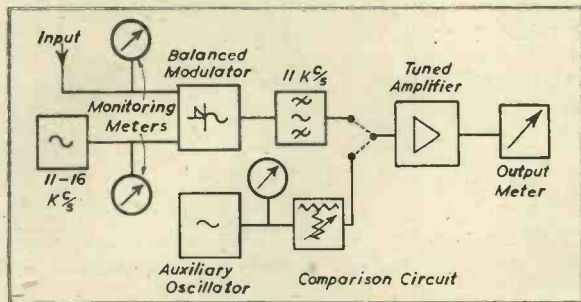 Input
Balanced
Modulator
11 Kc/s
Tuned
Amplifier
Monitoring
Meters
11-16
Kc/s
Output
Meter
Auxiliary
Oscillator
Comparison Circuit